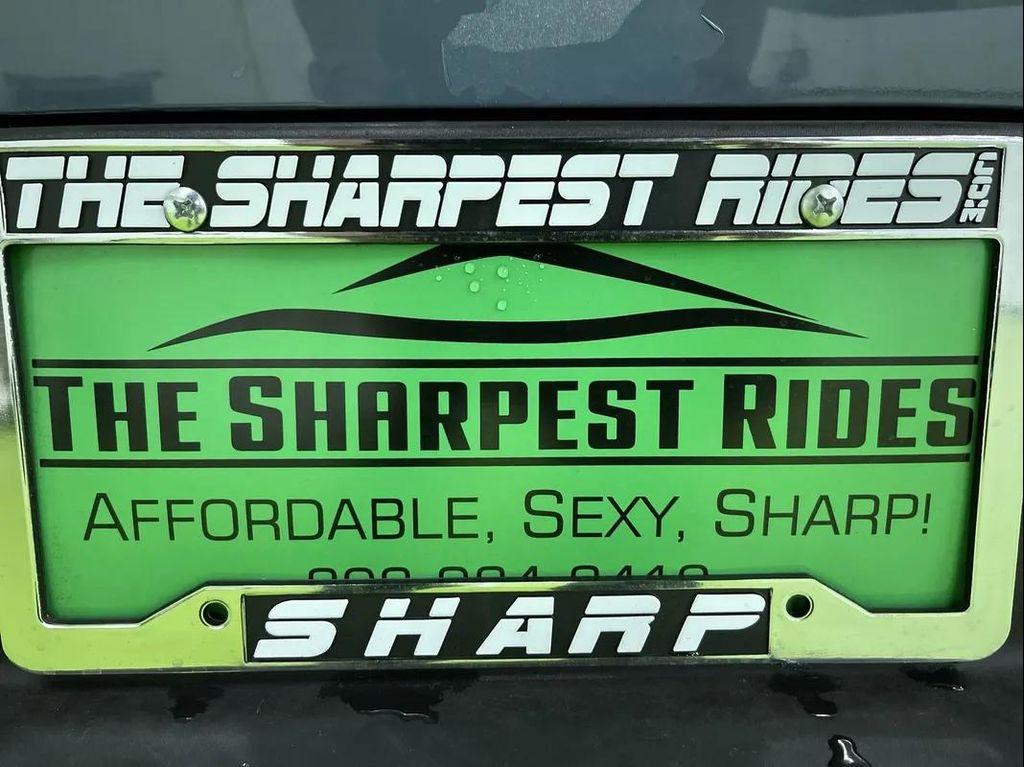 THE SHARPEST RIDES.COM
THE SHARPEST RIDES
AFFORDABLE, SEXY, SHARP!
SHARP